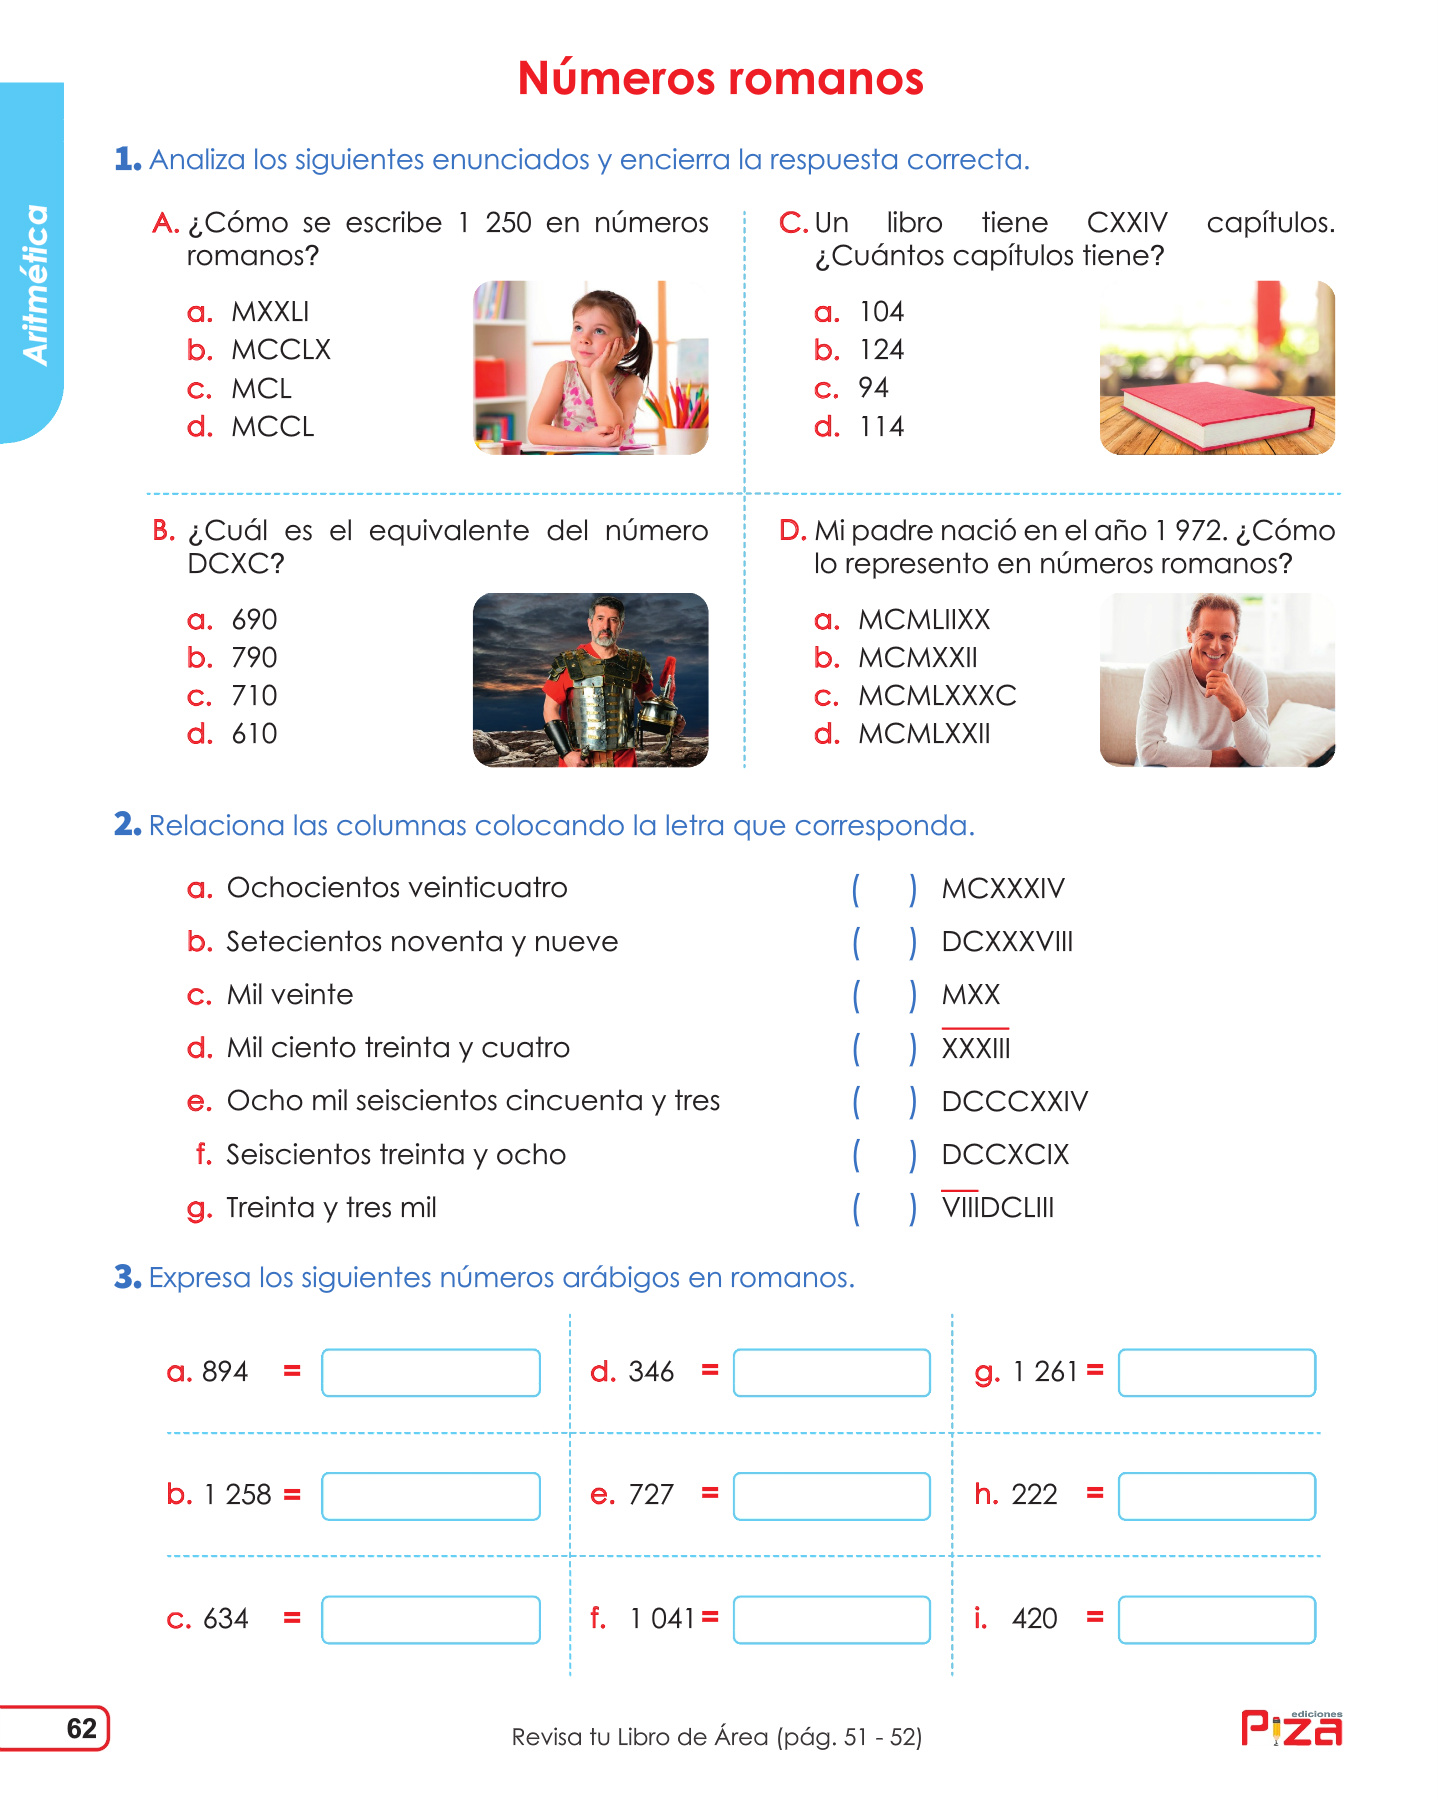 Números romanos
Aritmética
1. Analiza los siguientes enunciados y encierra la respuesta correcta.
A. ¿Cómo se escribe 1 250 en números
romanos?
a. MXXLI
b. MCCLX
c. MCL
d. MCCL
C. Un libro tiene CXXIV capítulos.
¿Cuántos capítulos tiene?
a. 104
b. 124
c. 94
d. 114
B. ¿Cuál es el equivalente del número
DCXC?
a. 690
b. 790
c. 710
d. 610
D. Mi padre nació en el año 1 972. ¿Cómo
lo represento en números romanos?
a. MCMLIIXX
b. MCMXXII
c. MCMLXXXC
d. MCMLXXII
2. Relaciona las columnas colocando la letra que corresponda.
a. Ochocientos veinticuatro ( ) MCXXXIV
b. Setecientos noventa y nueve ( ) DCXXXVIII
c. Mil veinte ( ) MXX
d. Mil ciento treinta y cuatro ( ) X̅X̅X̅I̅I̅I̅
e. Ocho mil seiscientos cincuenta y tres ( ) DCCCXXIV
f. Seiscientos treinta y ocho ( ) DCCXCIX
g. Treinta y tres mil ( ) V̅I̅I̅I̅DCLIII
3. Expresa los siguientes números arábigos en romanos.
a. 894 = d. 346 = g. 1 261 =
b. 1 258 = e. 727 = h. 222 =
c. 634 = f. 1 041 = i. 420 =
62
Revisa tu Libro de Área (pág. 51 - 52)
ediciones
Piza